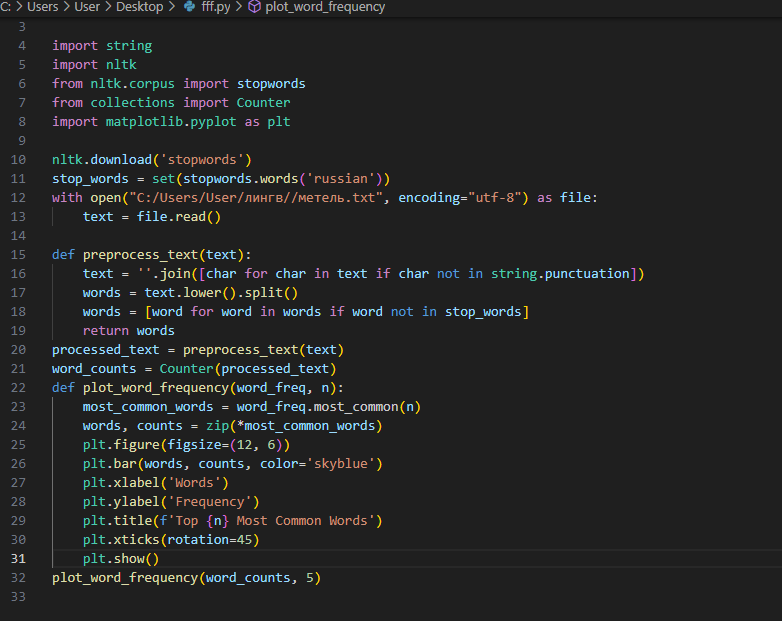 C: > Users > User > Desktop > fff.py > plot_word_frequency
3
4 import string
5 import nltk
6 from nltk.corpus import stopwords
7 from collections import Counter
8 import matplotlib.pyplot as plt
9
10 nltk.download('stopwords')
11 stop_words = set(stopwords.words('russian'))
12 with open("C:/Users/User/лингв//метель.txt", encoding="utf-8") as file:
13     text = file.read()
14
15 def preprocess_text(text):
16     text = ''.join([char for char in text if char not in string.punctuation])
17     words = text.lower().split()
18     words = [word for word in words if word not in stop_words]
19     return words
20 processed_text = preprocess_text(text)
21 word_counts = Counter(processed_text)
22 def plot_word_frequency(word_freq, n):
23     most_common_words = word_freq.most_common(n)
24     words, counts = zip(*most_common_words)
25     plt.figure(figsize=(12, 6))
26     plt.bar(words, counts, color='skyblue')
27     plt.xlabel('Words')
28     plt.ylabel('Frequency')
29     plt.title(f'Top {n} Most Common Words')
30     plt.xticks(rotation=45)
31     plt.show()
32 plot_word_frequency(word_counts, 5)
33